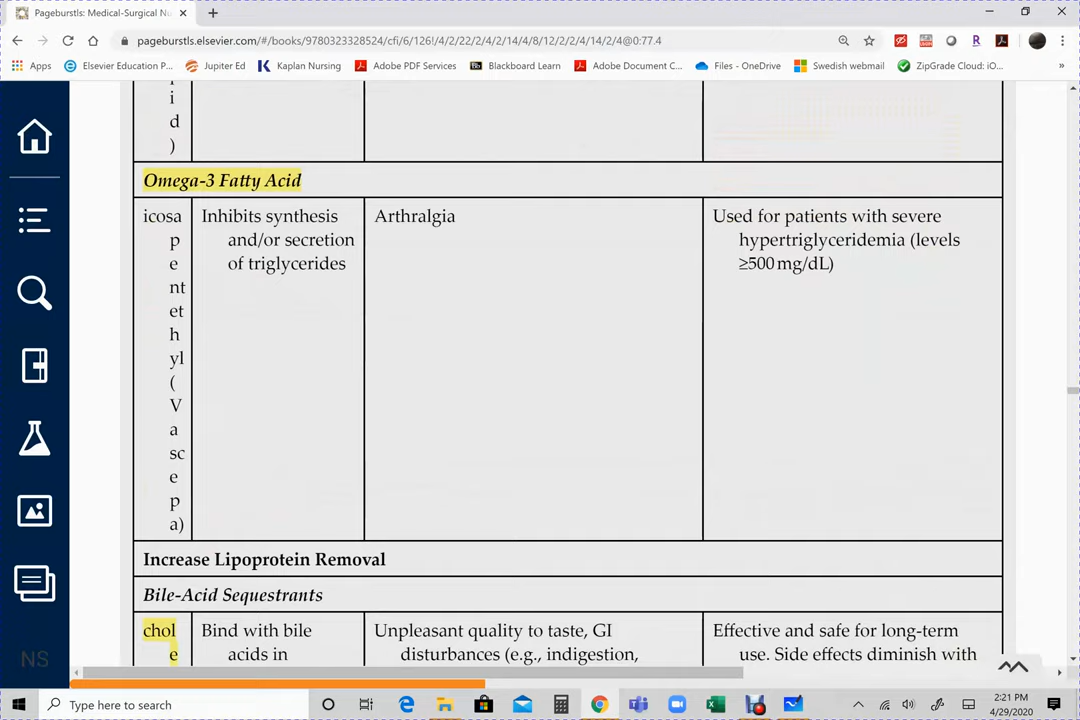 Pageburstls: Medical-Surgical Nu
pageburstls.elsevier.com/#/books/9780323328524/cfi/6/126!/4/2/22/2/4/2/14/4/8/12/2/2/4/14/2/4@0:77.4
Apps
Elsevier Education P...
Jupiter Ed
Kaplan Nursing
Adobe PDF Services
Blackboard Learn
Adobe Document C...
Files - OneDrive
Swedish webmail
ZipGrade Cloud: iO...
»
i
d
)
Omega-3 Fatty Acid
icosa
p
e
nt
et
h
yl
(
V
a
sc
e
p
a)
Inhibits synthesis
and/or secretion
of triglycerides
Arthralgia
Used for patients with severe
hypertriglyceridemia (levels
≥500 mg/dL)
Increase Lipoprotein Removal
Bile-Acid Sequestrants
chol
e
Bind with bile
acids in
Unpleasant quality to taste, GI
disturbances (e.g., indigestion,
Effective and safe for long-term
use. Side effects diminish with
NS
Type here to search
2:21 PM
4/29/2020